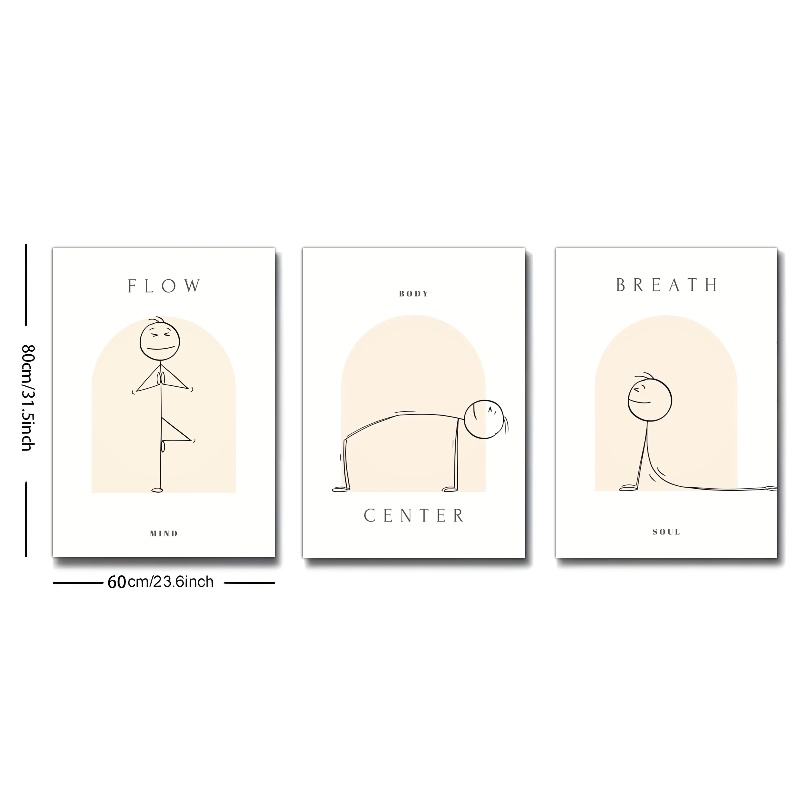 FLOW
MIND
BODY
CENTER
BREATH
SOUL
80cm/31.5inch
60cm/23.6inch